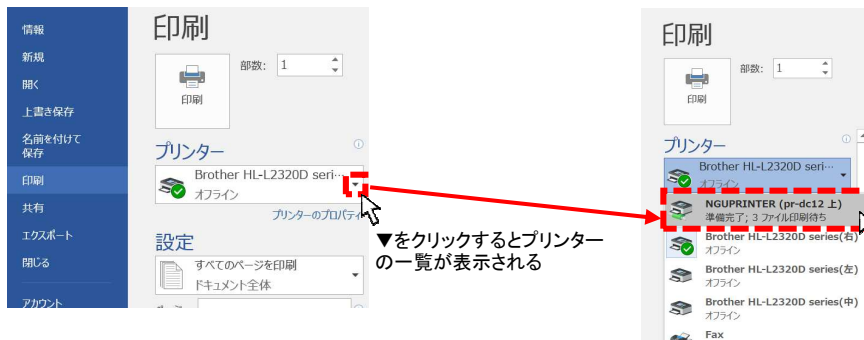 情報
新規
開く
上書き保存
名前を付けて
保存
印刷
共有
エクスポート
閉じる
アカウント
印刷
印刷
部数: 1
プリンター
Brother HL-L2320D seri…
オフライン
プリンターのプロパティ
設定
すべてのページを印刷
ドキュメント全体
▼をクリックするとプリンター
の一覧が表示される
印刷
印刷
部数: 1
プリンター
Brother HL-L2320D seri…
オフライン
NGUPRINTER (pr-dc12 上)
準備完了; 3 ファイル印刷待ち
Brother HL-L2320D series(右)
オフライン
Brother HL-L2320D series(左)
オフライン
Brother HL-L2320D series(中)
オフライン
Fax